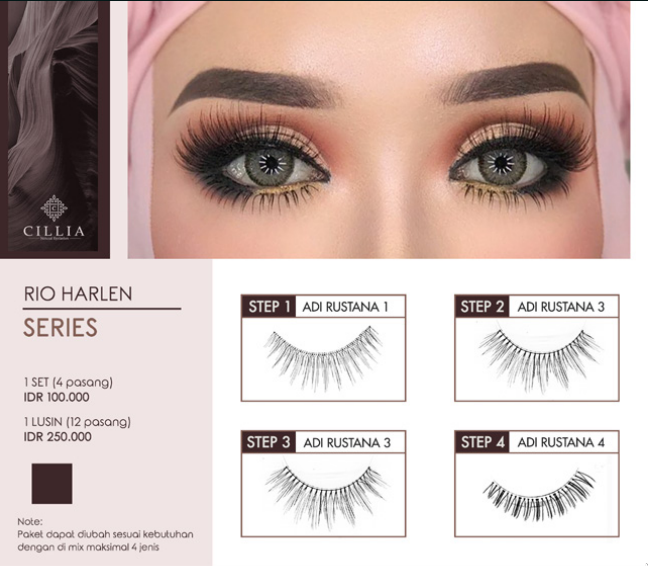 CILLIA
RIO HARLEN
SERIES
1 SET (4 pasang)
IDR 100.000
1 LUSIN (12 pasang)
IDR 250.000
Note:
Paket dapat diubah sesuai kebutuhan
dengan di mix maksimal 4 jenis
STEP 1 ADI RUSTANA 1
STEP 2 ADI RUSTANA 3
STEP 3 ADI RUSTANA 3
STEP 4 ADI RUSTANA 4